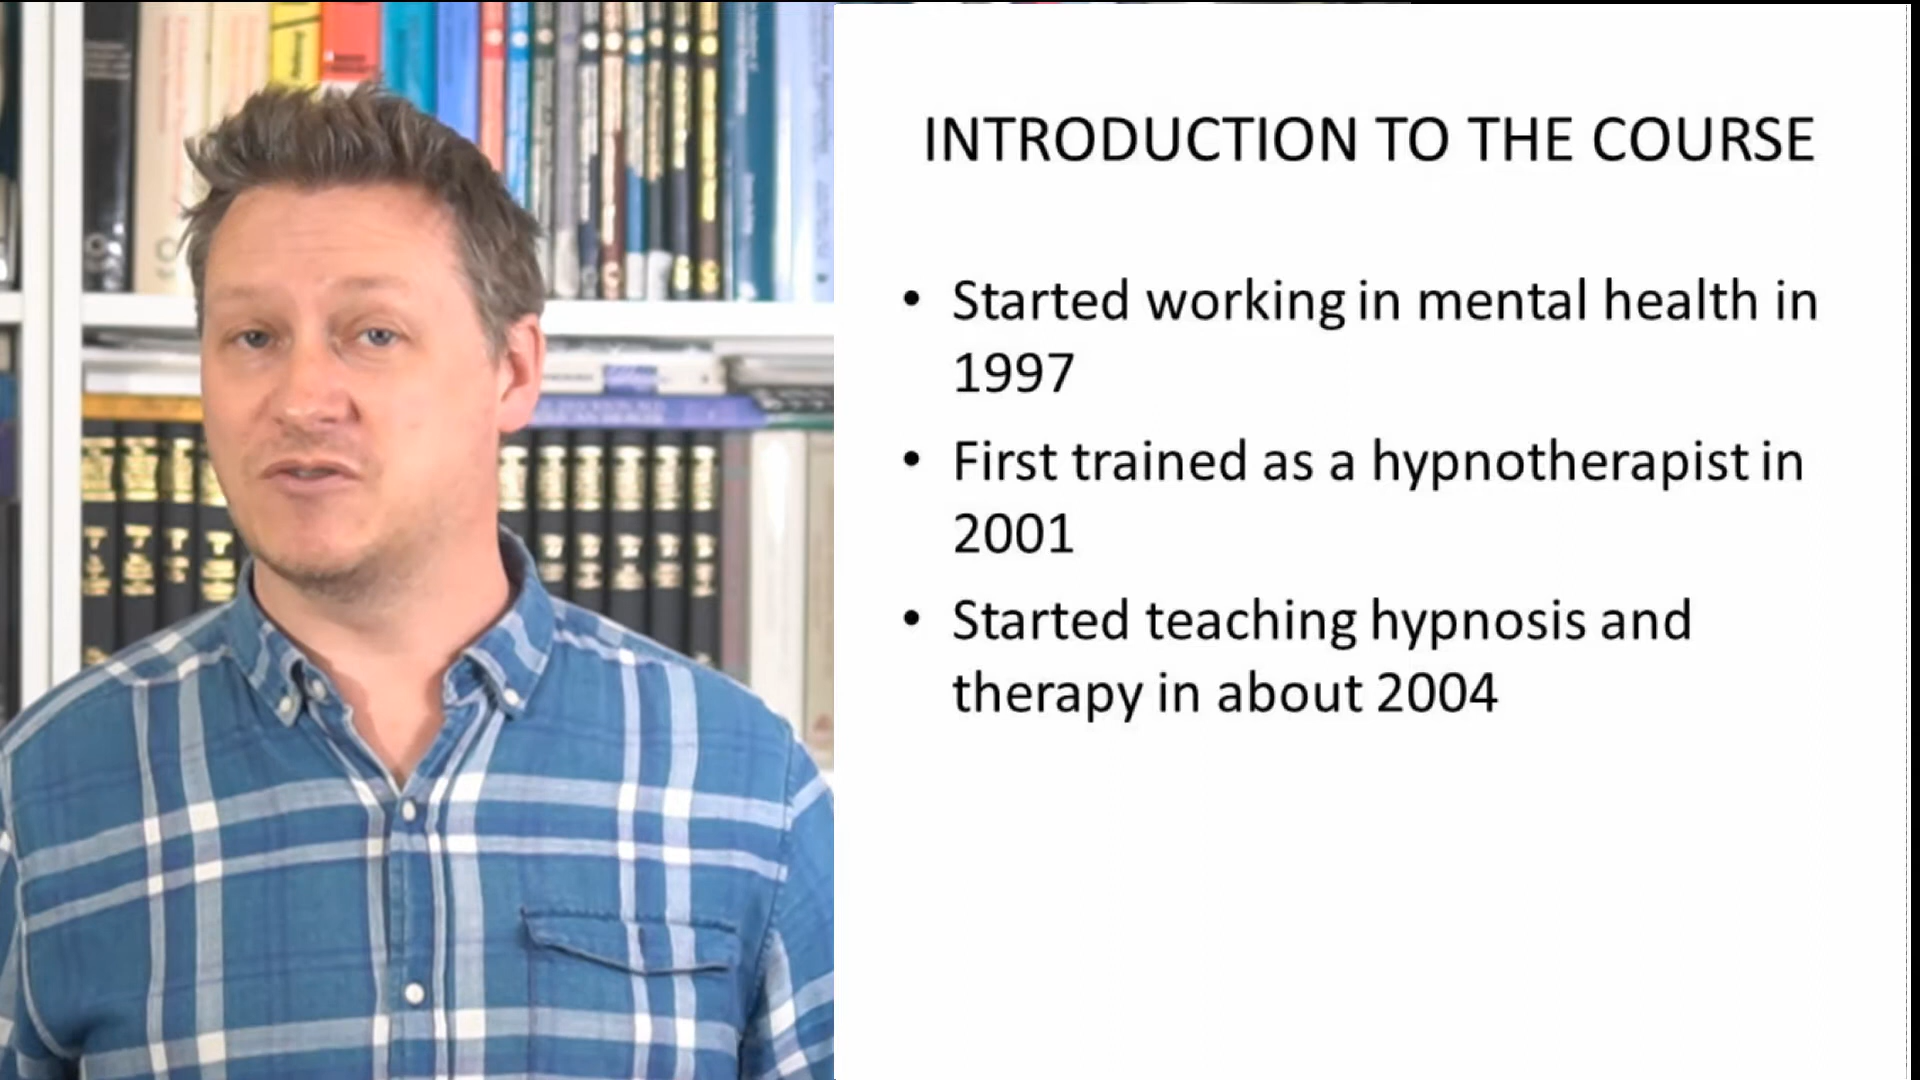 INTRODUCTION TO THE COURSE
• Started working in mental health in
1997
• First trained as a hypnotherapist in
2001
• Started teaching hypnosis and
therapy in about 2004